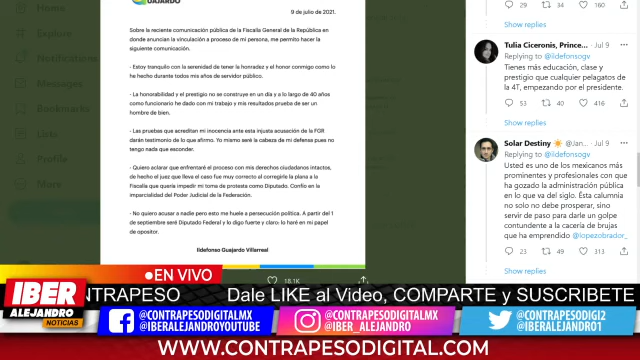 GUAJARDO
9 de julio de 2021.
Sobre la reciente comunicación pública de la Fiscalía General de la República en
donde anuncian la vinculación a proceso de mi persona, me permito hacer la
siguiente comunicación:
- Estoy tranquilo con la serenidad de tener la honradez y el honor conmigo como lo
he hecho durante todos mis años de servidor público.
- La honorabilidad y el prestigio no se construye en un día y a lo largo de 40 años
como funcionario he dado con mi trabajo y mis resultados prueba de ser un
hombre de bien.
- Las pruebas que acreditan mi inocencia ante esta injusta acusación de la FGR
darán testimonio de lo que afirmo. Yo mismo seré la cabeza de mi defensa pues no
tengo nada que esconder.
- Quiero aclarar que enfrentaré el proceso con mis derechos ciudadanos intactos,
de hecho el juez que lleva el caso fue muy correcto al corregirle la plana a la
Fiscalía que quería impedir mi toma de protesta como Diputado. Confío en la
imparcialidad del Poder Judicial de la Federación.
- No quiero acusar a nadie pero esto me huele a persecución política. A partir del 1
de septiembre seré Diputado Federal y lo digo fuerte y claro: lo haré en mi papel
de opositor.
Ildefonso Guajardo Villarreal
18.1K
Home
Explore
Notifications
Messages
Bookmarks
Lists
Profile
More
29
34
160
Show replies
Tulia Ciceronis, Prince... Jul 9
Replying to @ildefonsogv
Tienes más educación, clase y
prestigio que cualquier pelagatos de
la 4T, empezando por el presidente.
53
40
416
Show replies
Solar Destiny @Jan... Jul 9
Replying to @ildefonsogv
Usted es uno de los mexicanos más
prominentes y profesionales con que
ha gozado la administración pública
en lo que va del siglo. Ésta calumnia
no solo no debe prosperar, sino
servir de paso para darle un golpe
contundente a la cacería de brujas
que ha emprendido @lopezobrador_
23
49
313
Show replies
EN VIVO
IBER
ALEJANDRO
NOTICIAS
CONTRAPESO Dale LIKE al Video, COMPARTE y SUSCRIBETE
@CONTRAPESODIGITALMX
@IBERALEJANDROYOUTUBE
@CONTRAPESODIGITALMX
@IBER_ALEJANDRO
@CONTRAPESODIGI2
@IBERALEJANDRO1
WWW.CONTRAPESODIGITAL.COM